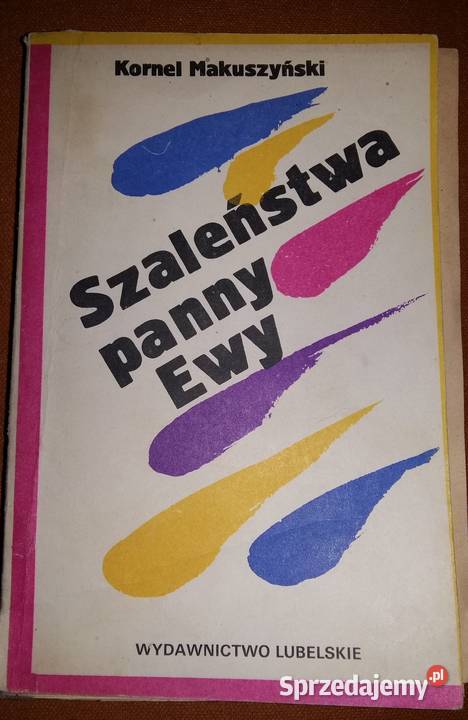 Kornel Makuszyński
Szaleństwa
panny
Ewy
WYDAWNICTWO LUBELSKIE
Sprzedajemy.pl